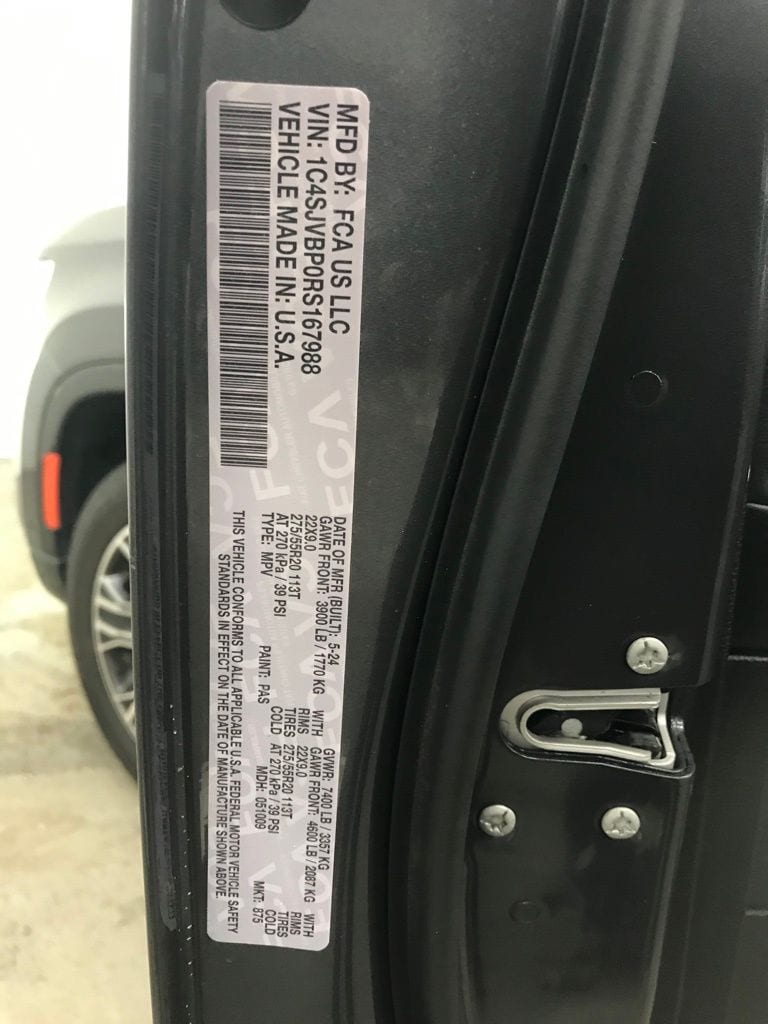 MFD BY: FCA US LLC
VIN: 1C4SJVBP0RS167988
VEHICLE MADE IN: U.S.A.
DATE OF MFR (BUILT): 5-24 GVWR: 7400 LB / 3357 KG
GAWR FRONT: 3900 LB / 1770 KG WITH GAWR FRONT: 4600 LB / 2087 KG WITH
22X9.0 RIMS 22X9.0 RIMS
275/55R20 113T TIRES 275/55R20 113T TIRES
AT 270 kPa / 39 PSI COLD AT 270 kPa / 39 PSI COLD
TYPE: MPV PAINT: PAS MDH: 051009 MKT: 875
THIS VEHICLE CONFORMS TO ALL APPLICABLE U.S.A. FEDERAL MOTOR VEHICLE SAFETY
STANDARDS IN EFFECT ON THE DATE OF MANUFACTURE SHOWN ABOVE.